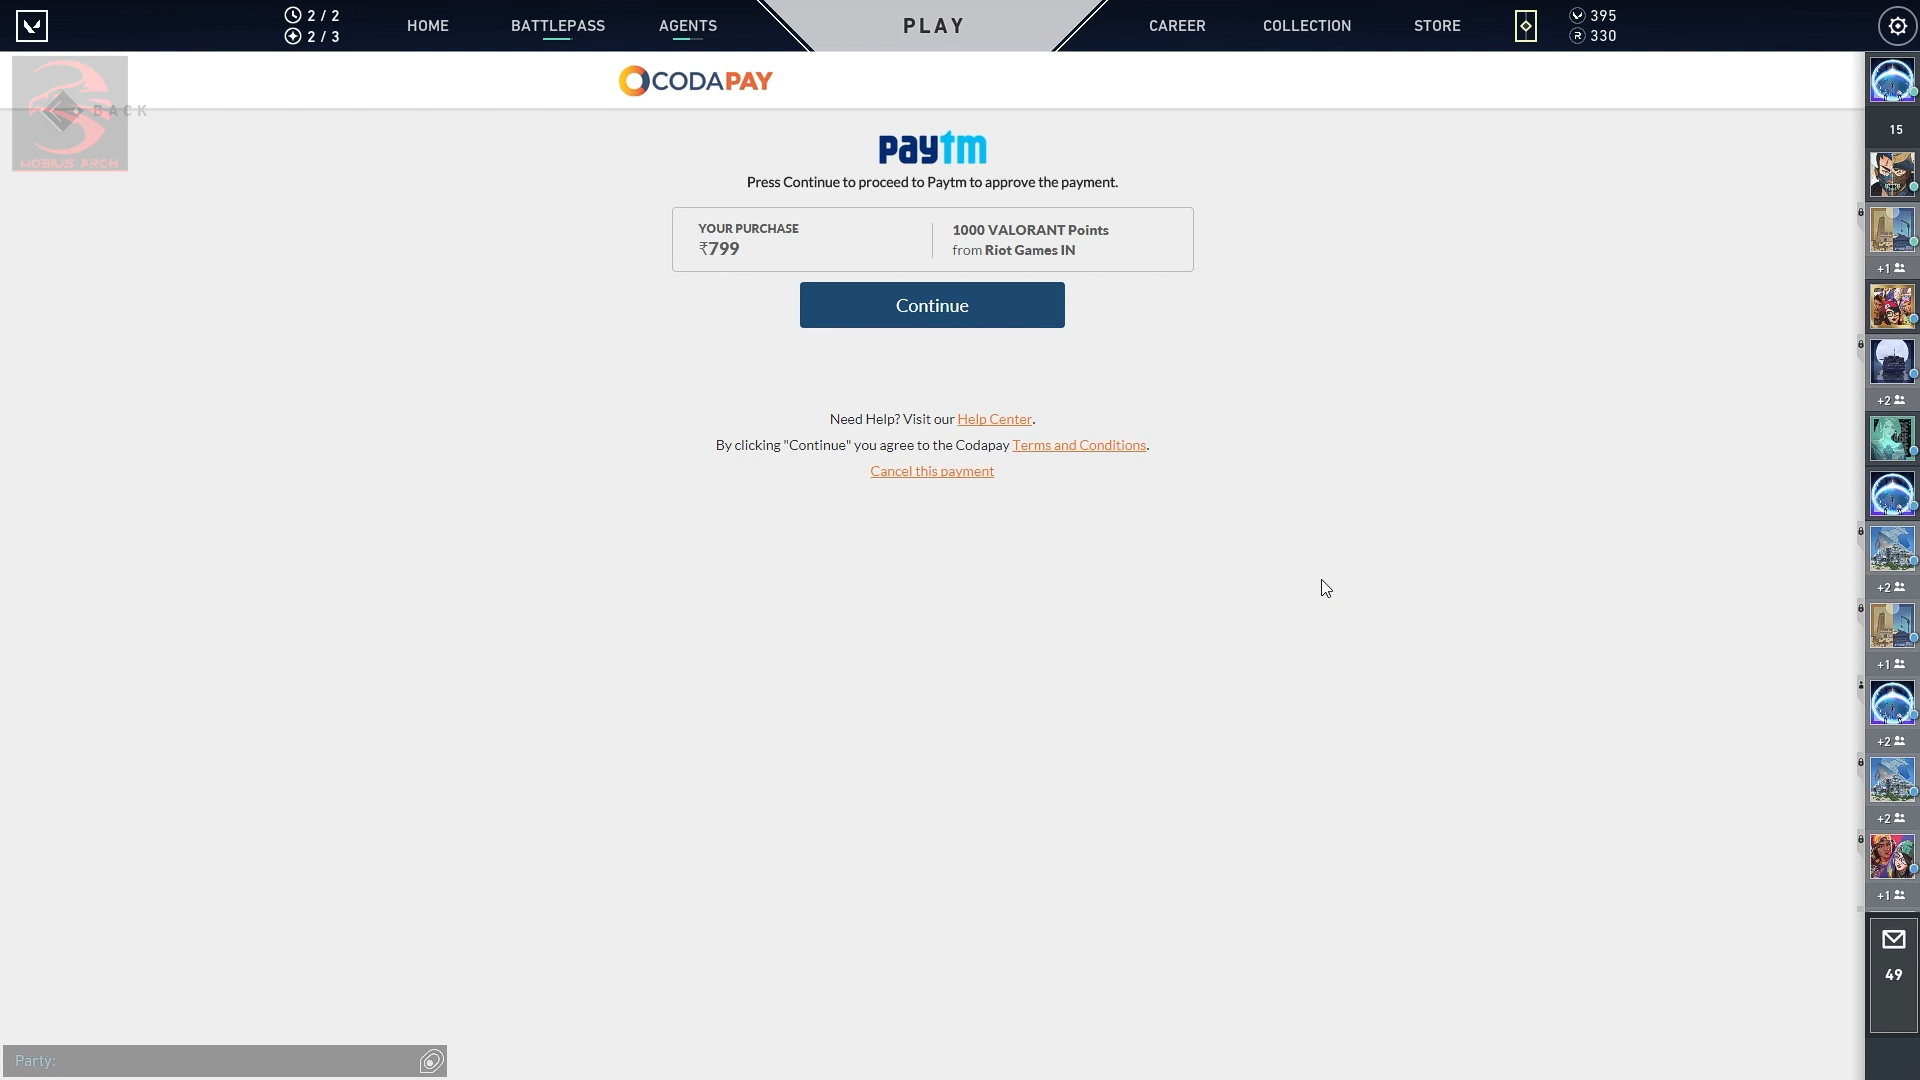 2 / 2
2 / 3
HOME
BATTLEPASS
AGENTS
PLAY
CAREER
COLLECTION
STORE
395
R 330
CODAPAY
BACK
MOBIUS ARCH
paytm
Press Continue to proceed to Paytm to approve the payment.
YOUR PURCHASE
₹799
1000 VALORANT Points
from Riot Games IN
Continue
Need Help? Visit our Help Center.
By clicking "Continue" you agree to the Codapay Terms and Conditions.
Cancel this payment
15
+1
+2
+2
+1
+2
+2
+1
49
Party: